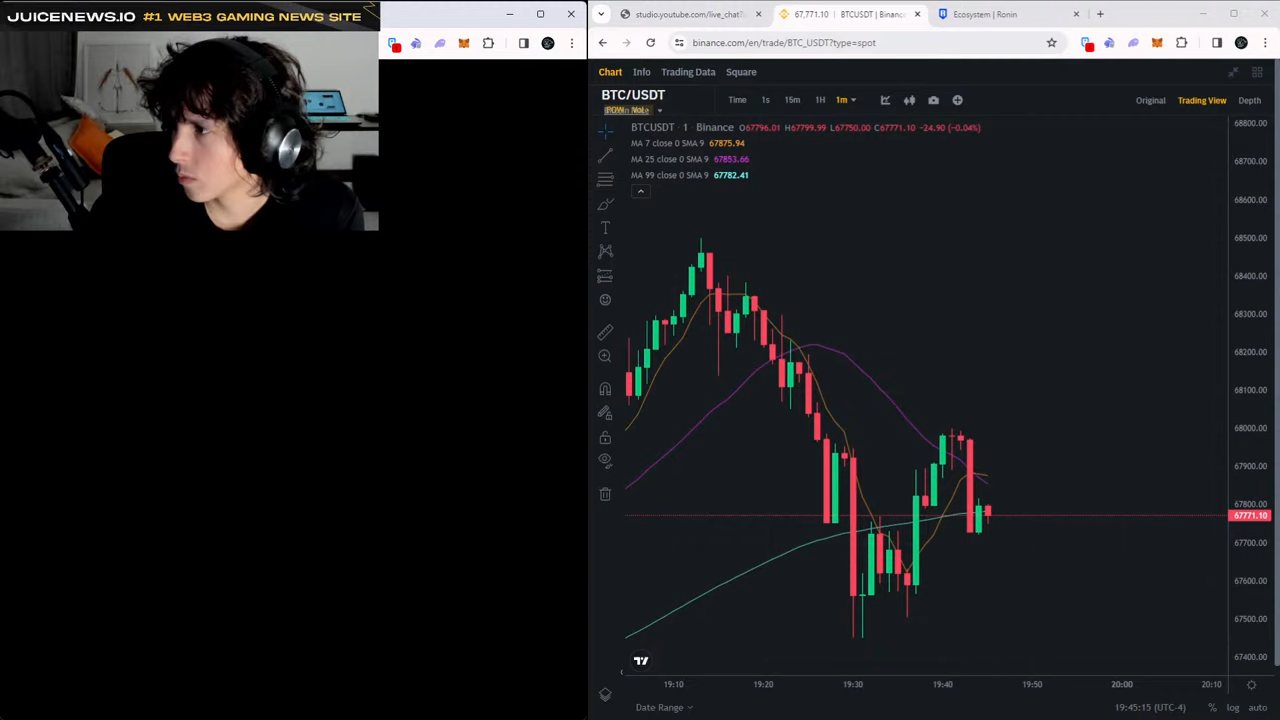 JUICENEWS.IO #1 WEB3 GAMING NEWS SITE
studio.youtube.com/live_chat?i
67,771.10 | BTCUSDT | Binanc
Ecosystem | Ronin
binance.com/en/trade/BTC_USDT?type=spot
Chart Info Trading Data Square
BTC/USDT
Time 1s 15m 1H 1m
Original Trading View Depth
BTCUSDT · 1 · Binance O67796.01 H67799.99 L67750.00 C67771.10 -24.90 (-0.04%)
MA 7 close 0 SMA 9 67875.94
MA 25 close 0 SMA 9 67853.66
MA 99 close 0 SMA 9 67782.41
68800.00
68700.00
68600.00
68500.00
68400.00
68300.00
68200.00
68100.00
68000.00
67900.00
67800.00
67771.10
67700.00
67600.00
67500.00
67400.00
19:10 19:20 19:30 19:40 19:50 20:00 20:10
Date Range
19:45:15 (UTC-4) % log auto